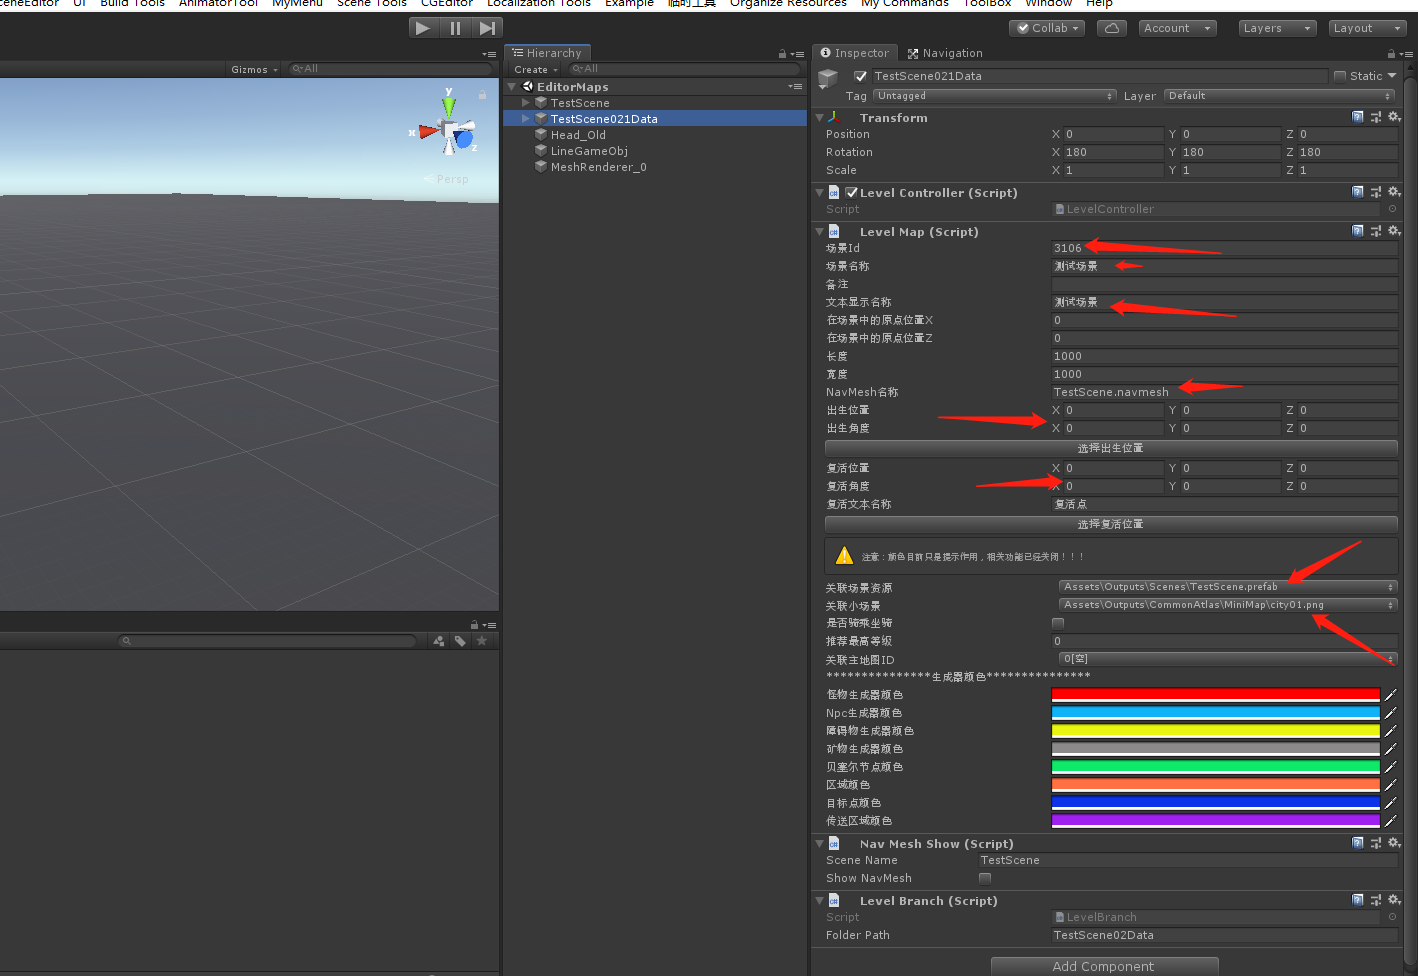 UI Build Tools AnimatorTool MyMenu Scene Tools CGEditor Localization Tools Example 临时工具 Organize Resources My Commands ToolBox Window Help
Collab Account Layers Layout
Gizmos All
y
x
z
Persp
Hierarchy
Create All
EditorMaps
TestScene
TestScene021Data
Head_Old
LineGameObj
MeshRenderer_0
Inspector Navigation
TestScene021Data Static
Tag Untagged Layer Default
Transform
Position X 0 Y 0 Z 0
Rotation X 180 Y 180 Z 180
Scale X 1 Y 1 Z 1
Level Controller (Script)
Script LevelController
Level Map (Script)
场景Id 3106
场景名称 测试场景
备注
文本显示名称 测试场景
在场景中的原点位置X 0
在场景中的原点位置Z 0
长度 1000
宽度 1000
NavMesh名称 TestScene.navmesh
出生位置 X 0 Y 0 Z 0
出生角度 X 0 Y 0 Z 0
选择出生位置
复活位置 X 0 Y 0 Z 0
复活角度 X 0 Y 0 Z 0
复活文本名称 复活点
选择复活位置
注意：颜色目前只是提示作用，相关功能已经关闭！！！
关联场景资源 Assets\Outputs\Scenes\TestScene.prefab
关联小场景 Assets\Outputs\CommonAtlas\MiniMap\city01.png
是否骑乘坐骑
推荐最高等级 0
关联主地图ID 0[空]
***************生成器颜色***************
怪物生成器颜色
Npc生成器颜色
障碍物生成器颜色
矿物生成器颜色
贝塞尔节点颜色
区域颜色
目标点颜色
传送区域颜色
Nav Mesh Show (Script)
Scene Name TestScene
Show NavMesh
Level Branch (Script)
Script LevelBranch
Folder Path TestScene02Data
Add Component